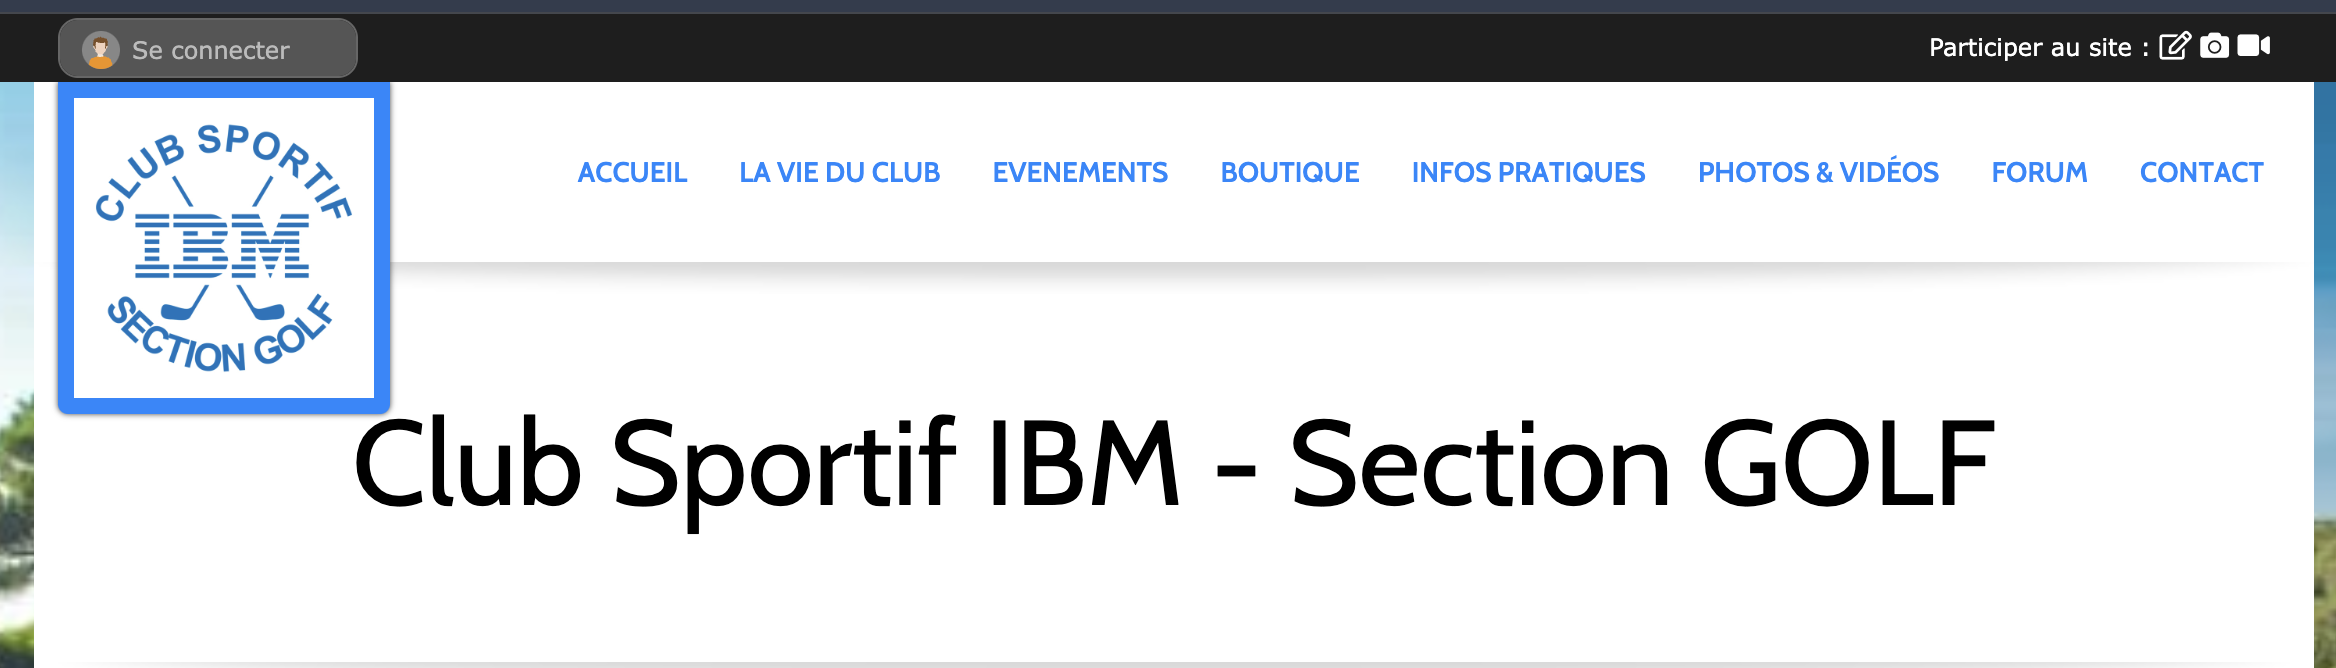 Se connecter
Participer au site :
CLUB SPORTIF
IBM
SECTION GOLF
ACCUEIL LA VIE DU CLUB EVENEMENTS BOUTIQUE INFOS PRATIQUES PHOTOS & VIDÉOS FORUM CONTACT
Club Sportif IBM - Section GOLF